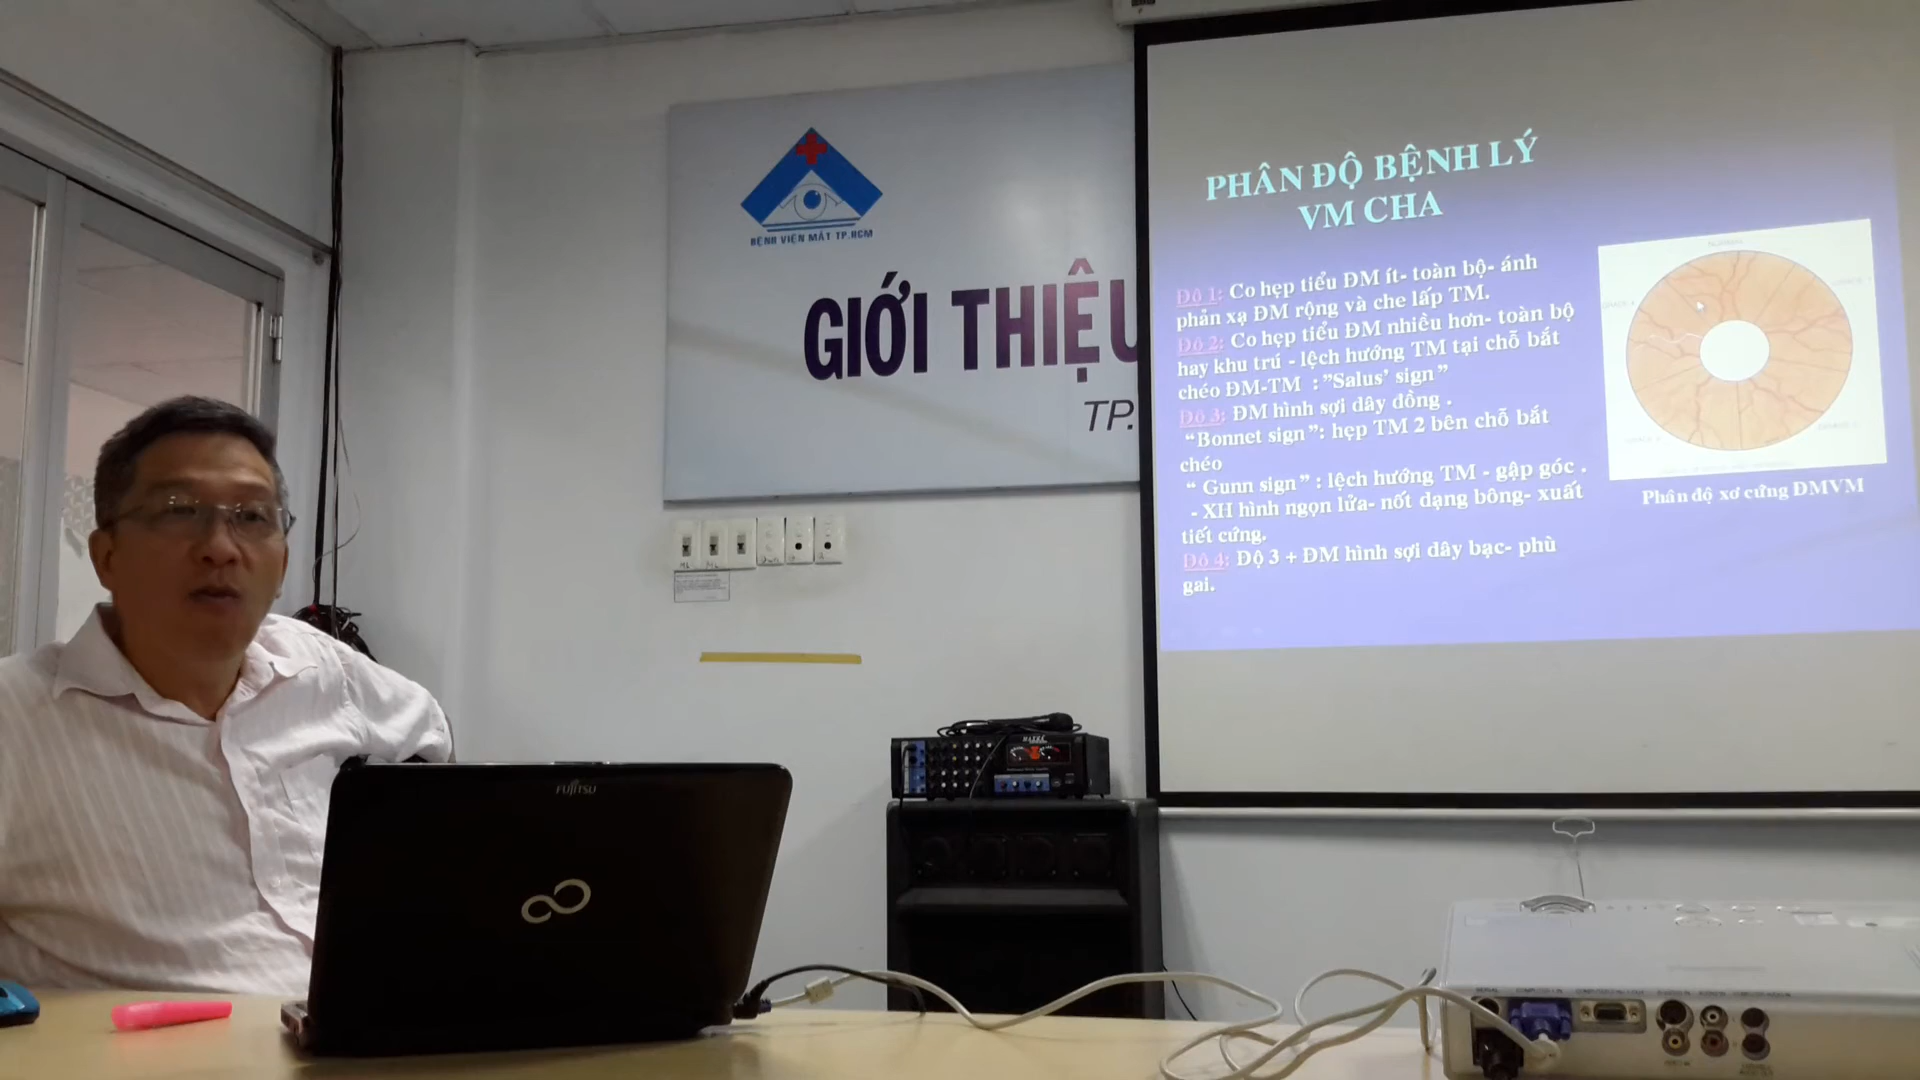 BỆNH VIỆN MẮT TP.HCM
GIỚI THIỆU
TP.
PHÂN ĐỘ BỆNH LÝ
VM CHA
Độ 1: Co hẹp tiểu ĐM ít- toàn bộ- ánh
phản xạ ĐM rộng và che lấp TM.
Độ 2: Co hẹp tiểu ĐM nhiều hơn- toàn bộ
hay khu trú - lệch hướng TM tại chỗ bắt
chéo ĐM-TM : ”Salus’ sign”
Độ 3: ĐM hình sợi dây đồng .
“Bonnet sign”: hẹp TM 2 bên chỗ bắt
chéo
“ Gunn sign” : lệch hướng TM - gập góc .
- XH hình ngọn lửa- nốt dạng bông- xuất
tiết cứng.
Độ 4: Độ 3 + ĐM hình sợi dây bạc- phù
gai.
Phân độ xơ cứng ĐMVM
FUJITSU